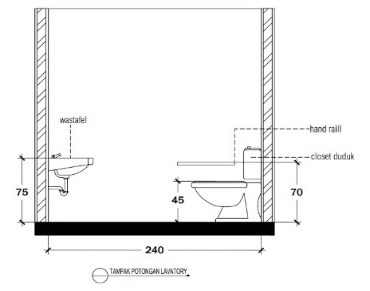 wastafel
hand raill
closet duduk
75
45
70
240
TAMPAK POTONGAN LAVATORY